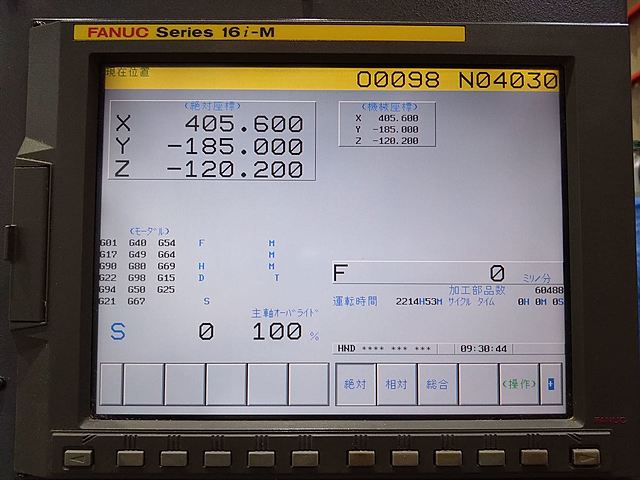 FANUC Series 16i-M
現在位置 O0098 N04030
(絶対座標) (機械座標)
X 405.600 X 405.600
Y -185.000 Y -185.000
Z -120.200 Z -120.200
(モーダル)
G01 G40 G54 F M
G17 G49 G64 M
G90 G80 G69 H M
G22 G98 G15 D T
G94 G50 G25
G21 G67 S
F 0 ミリ/分
加工部品数 60488
運転時間 2214H53M サイクル タイム 0H 0M 0S
主軸オーバライド
S 0 100 %
HND **** *** *** 09:30:44
絶対 相対 総合 (操作) +
FANUC